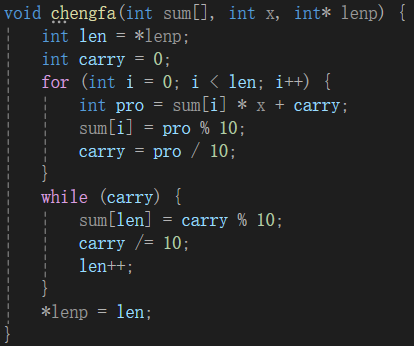 void chengfa(int sum[], int x, int* lenp) {
    int len = *lenp;
    int carry = 0;
    for (int i = 0; i < len; i++) {
        int pro = sum[i] * x + carry;
        sum[i] = pro % 10;
        carry = pro / 10;
    }
    while (carry) {
        sum[len] = carry % 10;
        carry /= 10;
        len++;
    }
    *lenp = len;
}